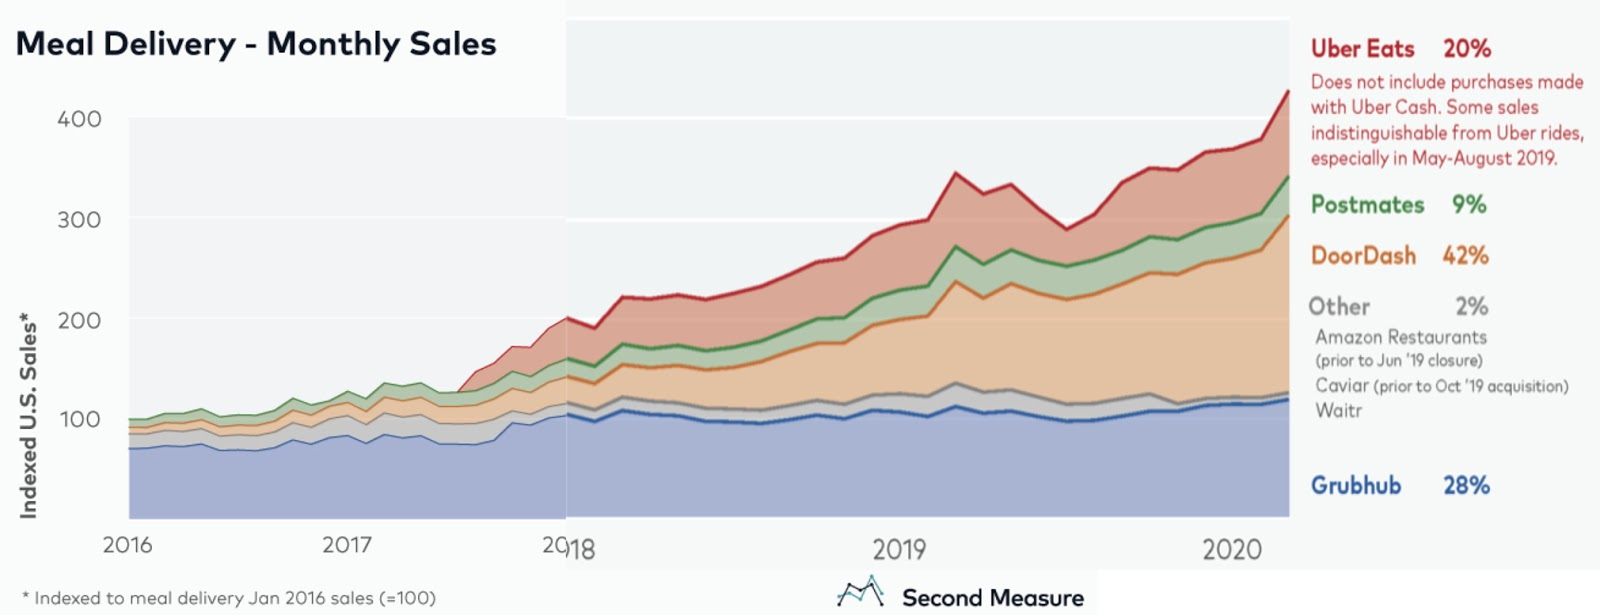 Meal Delivery - Monthly Sales
Indexed U.S. Sales*
400
300
200
100
2016
2017
2018
2019
2020
Uber Eats 20%
Does not include purchases made
with Uber Cash. Some sales
indistinguishable from Uber rides,
especially in May-August 2019.
Postmates 9%
DoorDash 42%
Other 2%
Amazon Restaurants
(prior to Jun '19 closure)
Caviar (prior to Oct '19 acquisition)
Waitr
Grubhub 28%
* Indexed to meal delivery Jan 2016 sales (=100)
Second Measure